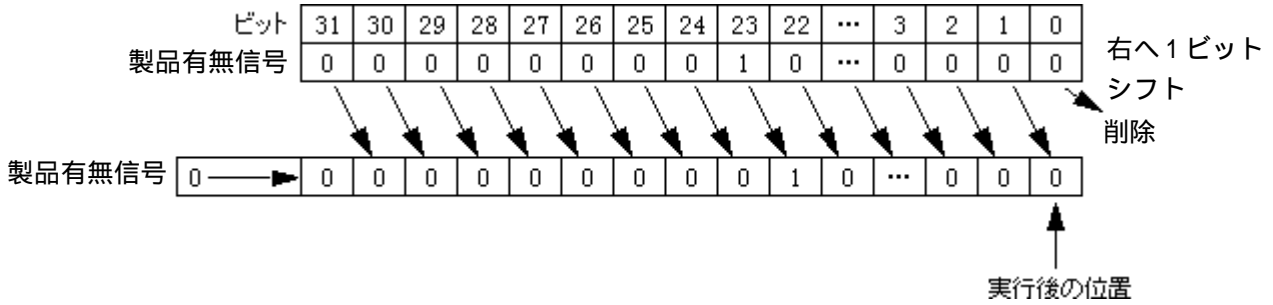 ビット 31 30 29 28 27 26 25 24 23 22 … 3 2 1 0
製品有無信号 0 0 0 0 0 0 0 0 1 0 … 0 0 0 0
右へ1ビット
シフト
削除
製品有無信号 0 0 0 0 0 0 0 0 0 0 1 0 … 0 0 0
実行後の位置